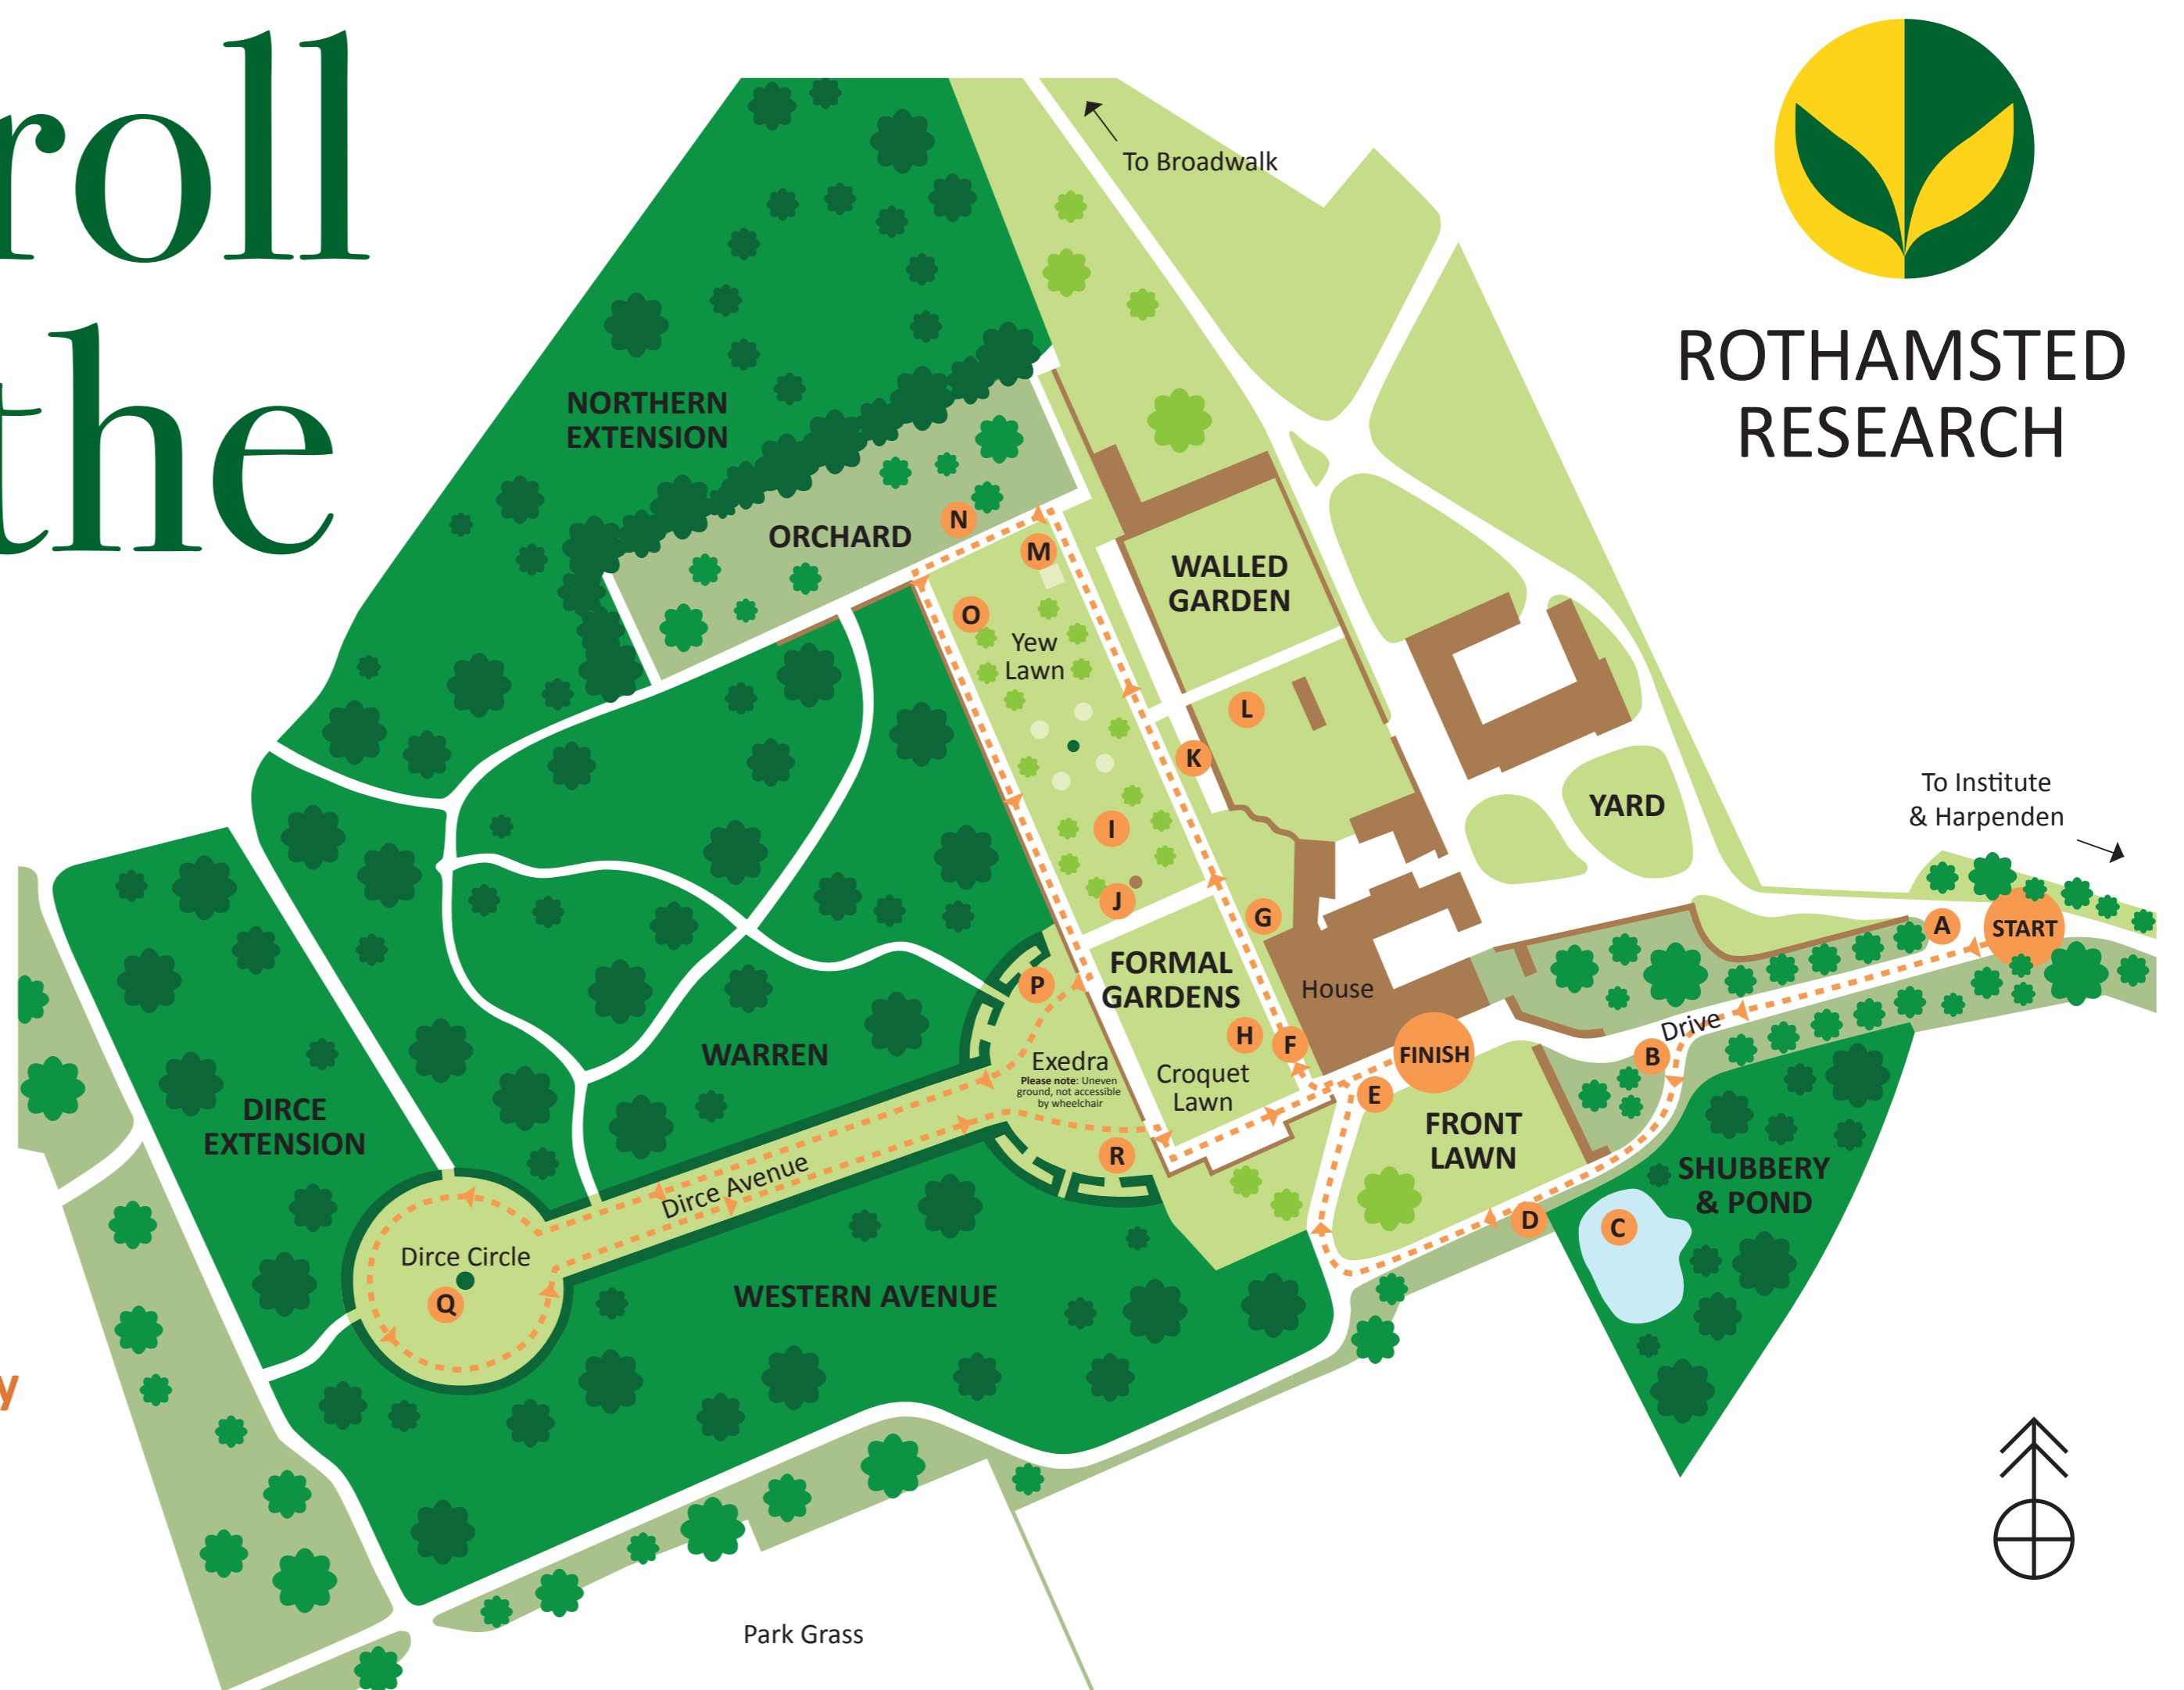 roll
the
y
ROTHAMSTED
RESEARCH
To Broadwalk
NORTHERN
EXTENSION
ORCHARD
N
M
WALLED
GARDEN
O
Yew
Lawn
L
K
To Institute
& Harpenden
YARD
I
J
G
A
START
FORMAL
GARDENS
P
House
H
F
FINISH
Drive
B
WARREN
Exedra
Please note: Uneven
ground, not accessible
by wheelchair
Croquet
Lawn
E
DIRCE
EXTENSION
FRONT
LAWN
R
SHUBBERY
& POND
Dirce Avenue
D
C
Dirce Circle
Q
WESTERN AVENUE
Park Grass